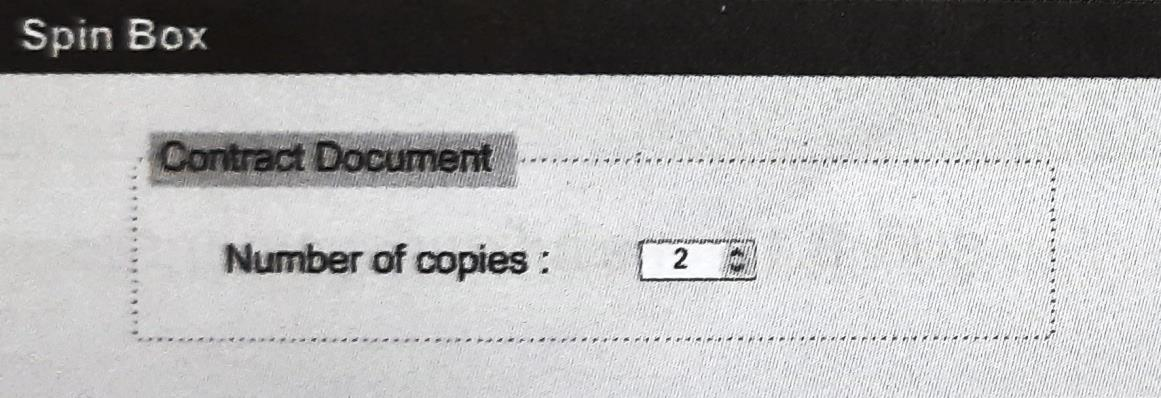 Spin Box
Contract Document
Number of copies :
2